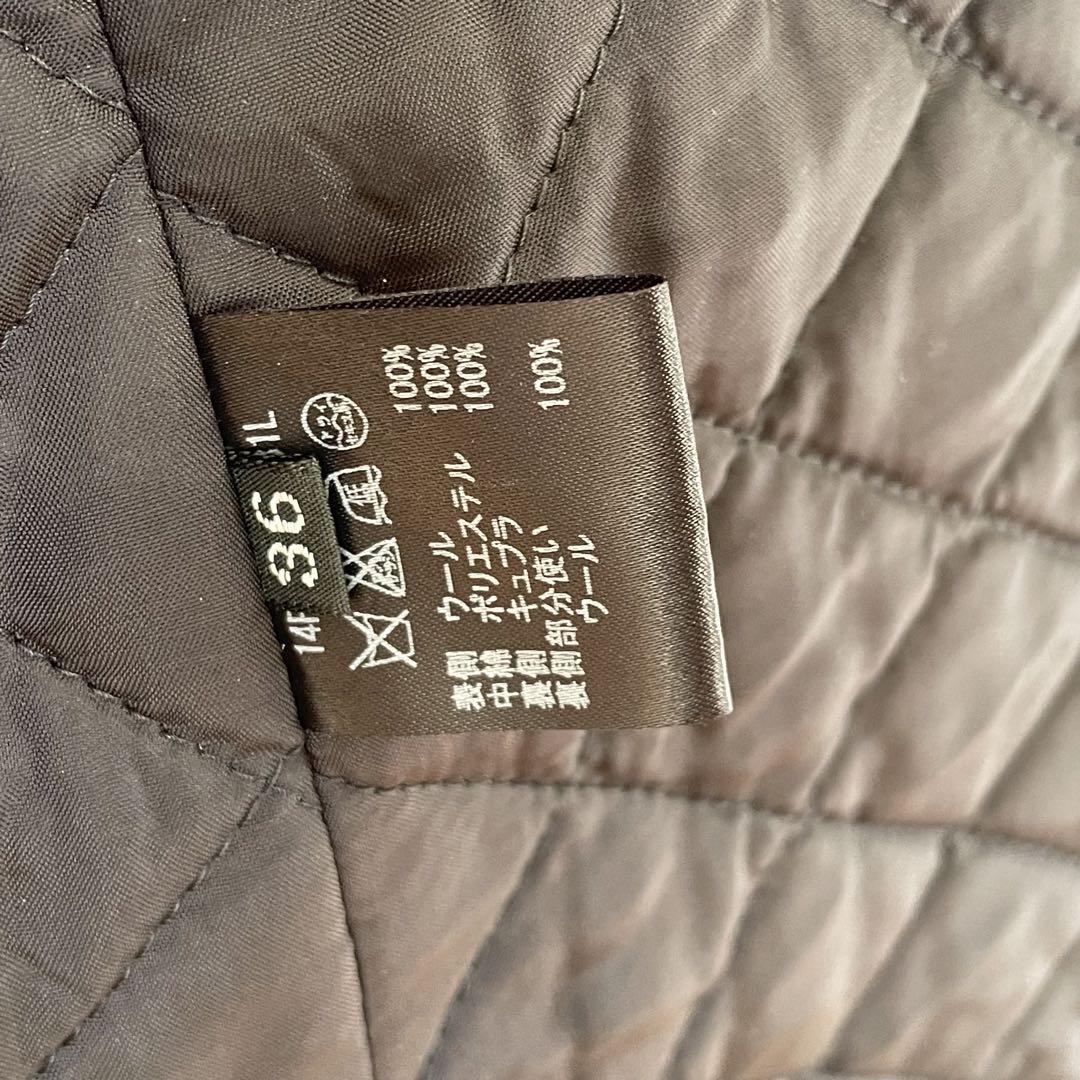 36
14F
1L
表側 ウール 100%
中綿 ポリエステル 100%
裏側 キュプラ 100%
部分使い
裏側 ウール 100%